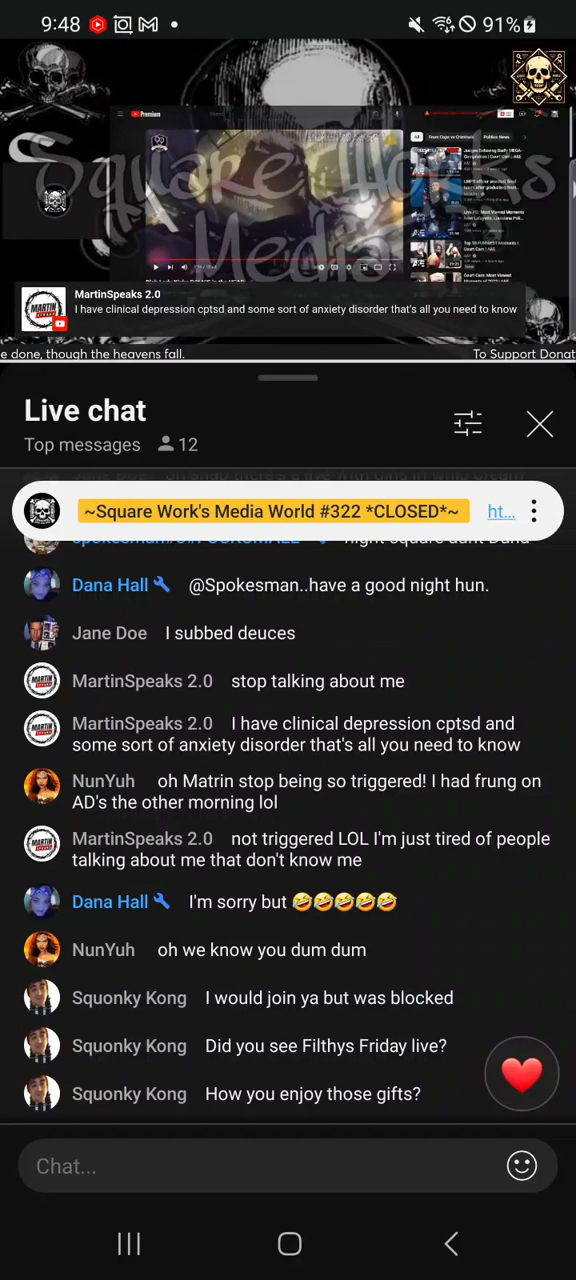 9:48
91%
Premium
Square Works
Media
All
MartinSpeaks 2.0
I have clinical depression cptsd and some sort of anxiety disorder that's all you need to know
e done, though the heavens fall.
To Support Donat
Live chat
Top messages 12
~Square Work's Media World #322 *CLOSED*~ ht...
Dana Hall @Spokesman..have a good night hun.
Jane Doe I subbed deuces
MartinSpeaks 2.0 stop talking about me
MartinSpeaks 2.0 I have clinical depression cptsd and
some sort of anxiety disorder that's all you need to know
NunYuh oh Matrin stop being so triggered! I had frung on
AD's the other morning lol
MartinSpeaks 2.0 not triggered LOL I'm just tired of people
talking about me that don't know me
Dana Hall I'm sorry but 🤣🤣🤣🤣🤣
NunYuh oh we know you dum dum
Squonky Kong I would join ya but was blocked
Squonky Kong Did you see Filthys Friday live?
Squonky Kong How you enjoy those gifts?
Chat...